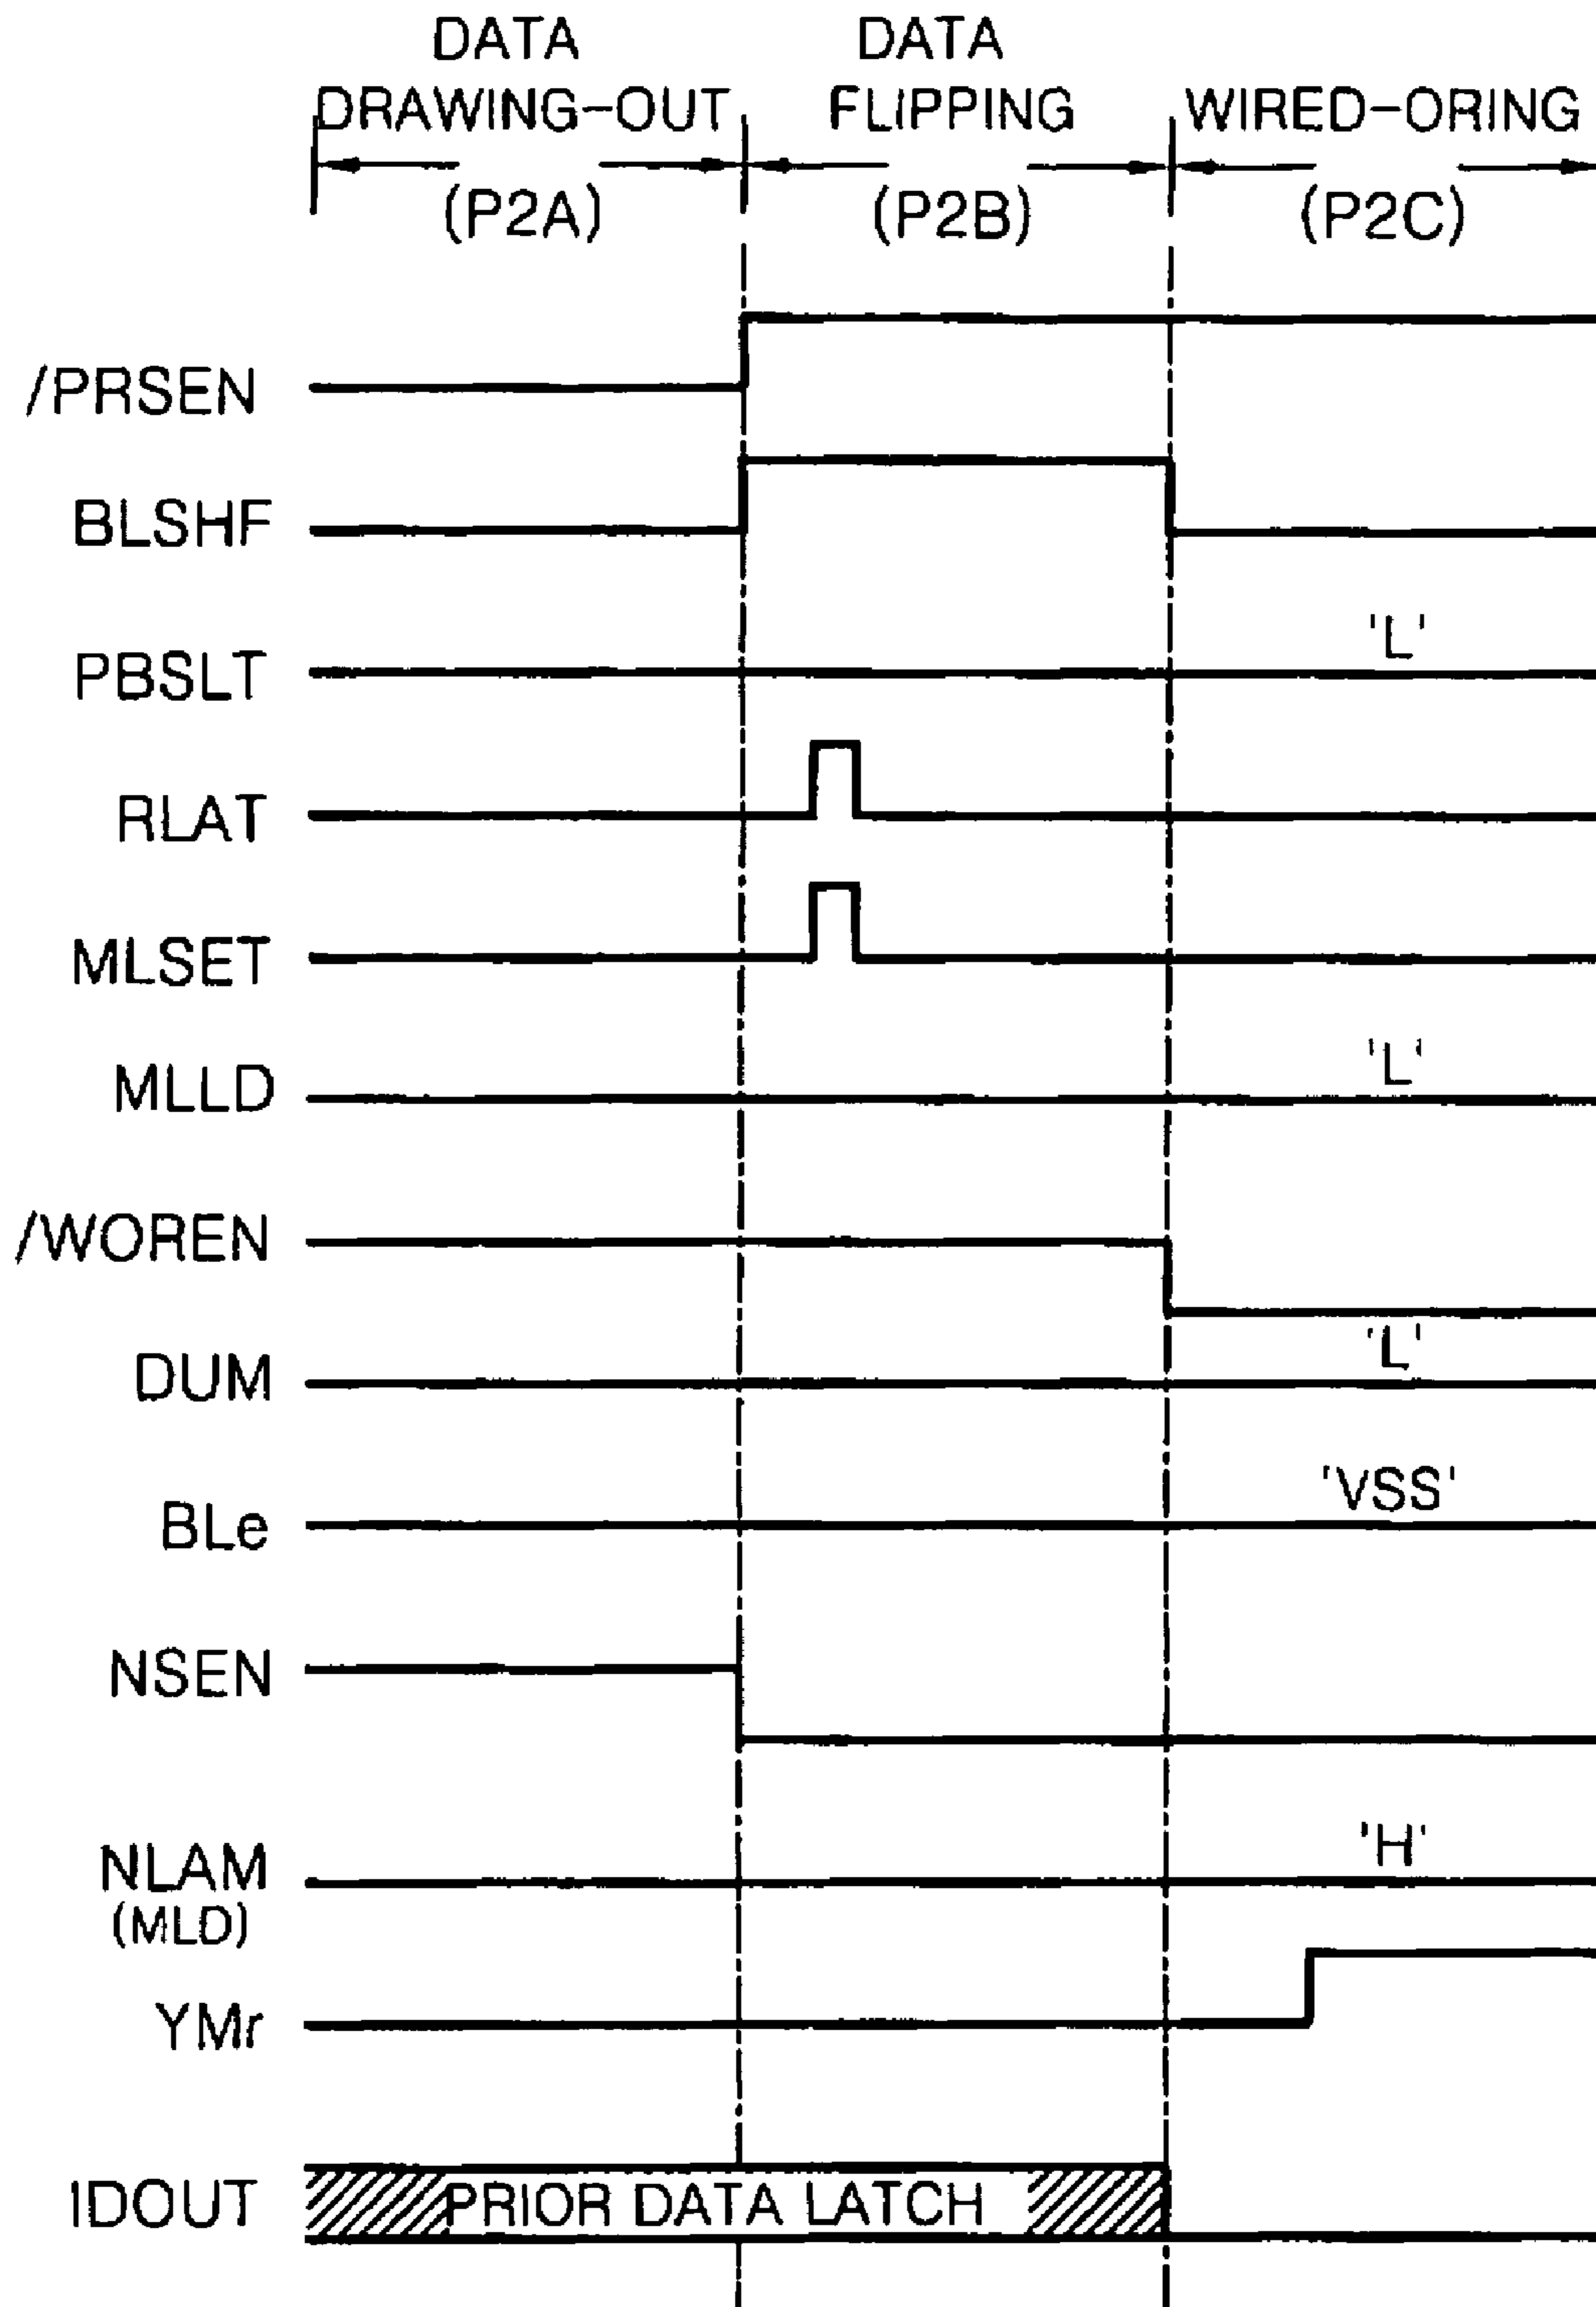 DATA DRAWING-OUT
(P2A)
DATA FLIPPING
(P2B)
WIRED-ORING
(P2C)
/PRSEN
BLSHF
PBSLT 'L'
RLAT
MLSET
MLLD 'L'
/WOREN
DUM 'L'
BLe 'VSS'
NSEN
NLAM 'H'
(MLD)
YMr
IDOUT PRIOR DATA LATCH